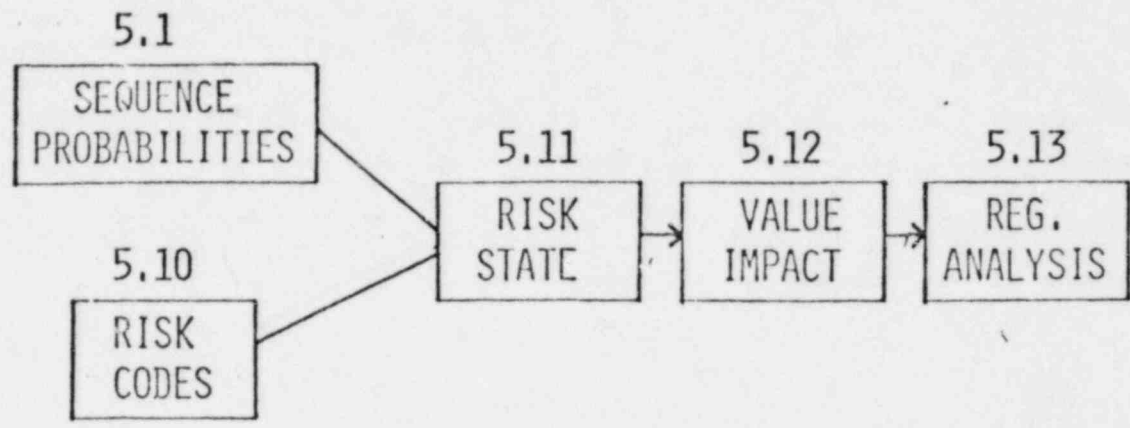 5.1
SEQUENCE
PROBABILITIES
5.10
RISK
CODES
5.11
RISK
STATE
5.12
VALUE
IMPACT
5.13
REG.
ANALYSIS